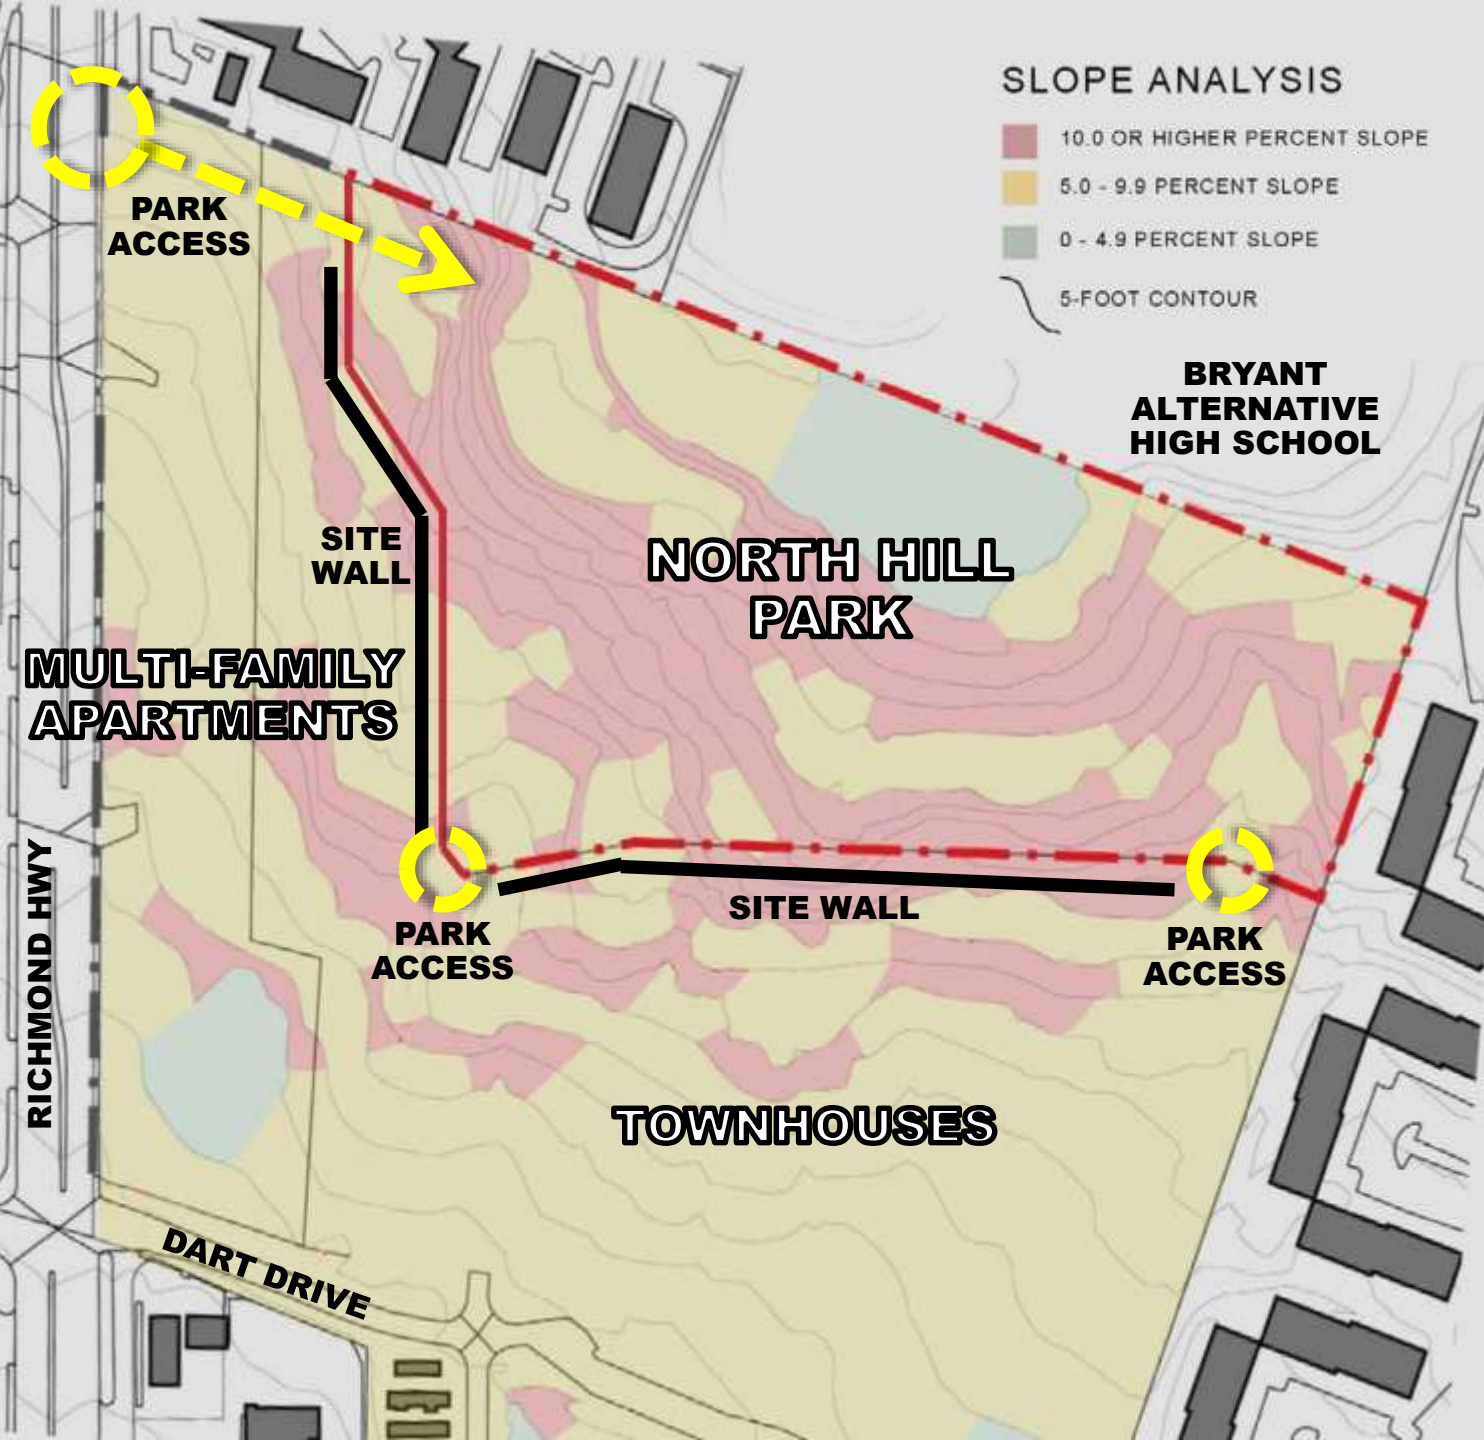 SLOPE ANALYSIS
10.0 OR HIGHER PERCENT SLOPE
5.0 - 9.9 PERCENT SLOPE
0 - 4.9 PERCENT SLOPE
5-FOOT CONTOUR
PARK
ACCESS
BRYANT
ALTERNATIVE
HIGH SCHOOL
SITE
WALL
NORTH HILL
PARK
MULTI-FAMILY
APARTMENTS
RICHMOND HWY
PARK
ACCESS
SITE WALL
PARK
ACCESS
TOWNHOUSES
DART DRIVE